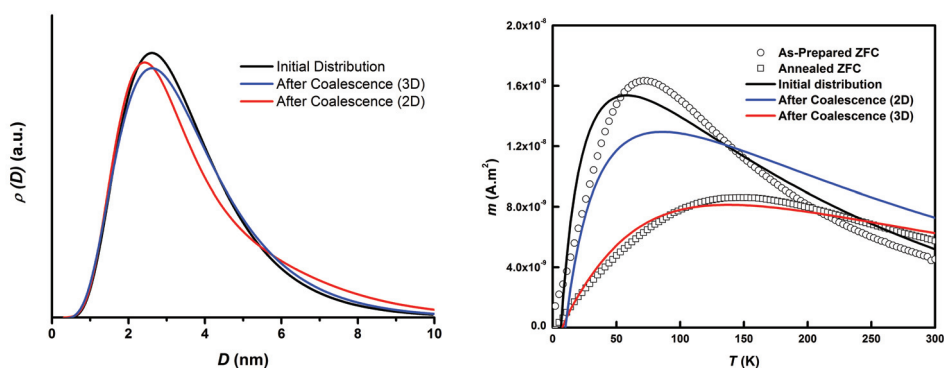 ρ(D) (a.u.)
Initial Distribution
After Coalescence (3D)
After Coalescence (2D)
0 2 4 6 8 10
D (nm)
m (A.m²)
2.0x10⁻⁸
1.6x10⁻⁸
1.2x10⁻⁸
8.0x10⁻⁹
4.0x10⁻⁹
0.0
As-Prepared ZFC
Annealed ZFC
Initial distribution
After Coalescence (2D)
After Coalescence (3D)
0 50 100 150 200 250 300
T (K)